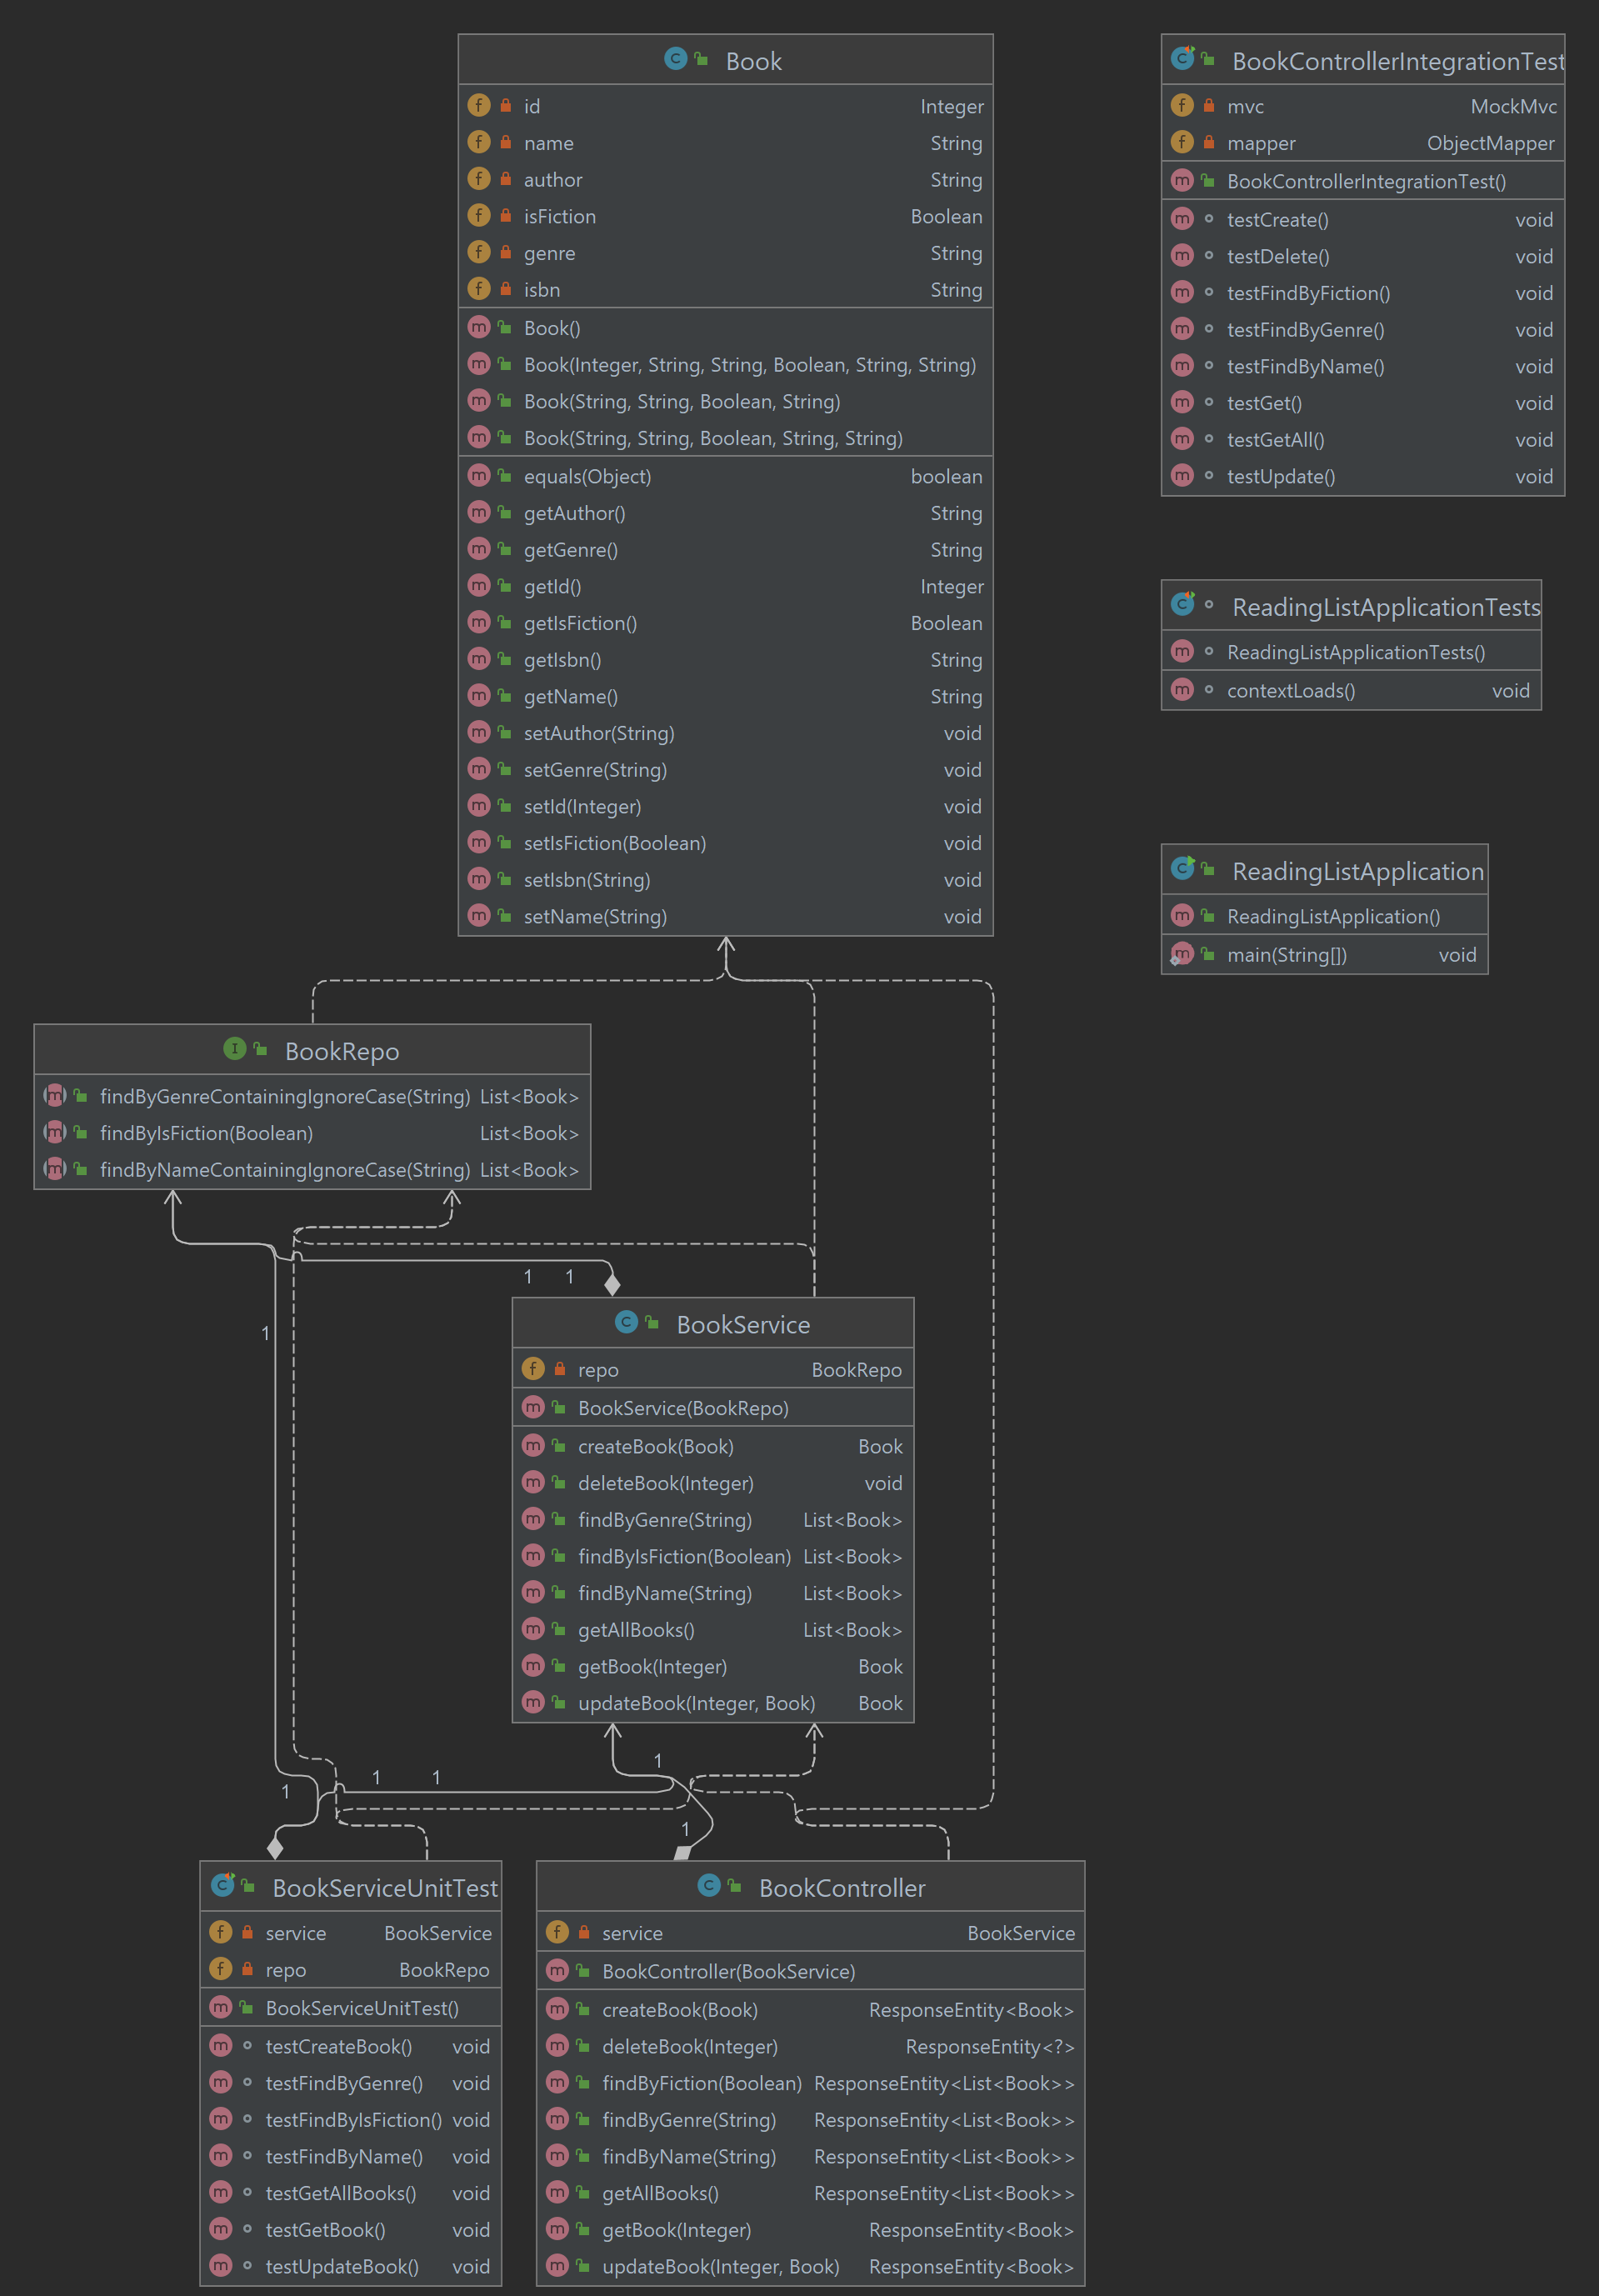 Book
id Integer
name String
author String
isFiction Boolean
genre String
isbn String
Book()
Book(Integer, String, String, Boolean, String, String)
Book(String, String, Boolean, String)
Book(String, String, Boolean, String, String)
equals(Object) boolean
getAuthor() String
getGenre() String
getId() Integer
getIsFiction() Boolean
getIsbn() String
getName() String
setAuthor(String) void
setGenre(String) void
setId(Integer) void
setIsFiction(Boolean) void
setIsbn(String) void
setName(String) void
BookControllerIntegrationTest
mvc MockMvc
mapper ObjectMapper
BookControllerIntegrationTest()
testCreate() void
testDelete() void
testFindByFiction() void
testFindByGenre() void
testFindByName() void
testGet() void
testGetAll() void
testUpdate() void
ReadingListApplicationTests
ReadingListApplicationTests()
contextLoads() void
ReadingListApplication
ReadingListApplication()
main(String[]) void
BookRepo
findByGenreContainingIgnoreCase(String) List<Book>
findByIsFiction(Boolean) List<Book>
findByNameContainingIgnoreCase(String) List<Book>
1 1
1
BookService
repo BookRepo
BookService(BookRepo)
createBook(Book) Book
deleteBook(Integer) void
findByGenre(String) List<Book>
findByIsFiction(Boolean) List<Book>
findByName(String) List<Book>
getAllBooks() List<Book>
getBook(Integer) Book
updateBook(Integer, Book) Book
1
1 1 1
1
BookServiceUnitTest
service BookService
repo BookRepo
BookServiceUnitTest()
testCreateBook() void
testFindByGenre() void
testFindByIsFiction() void
testFindByName() void
testGetAllBooks() void
testGetBook() void
testUpdateBook() void
BookController
service BookService
BookController(BookService)
createBook(Book) ResponseEntity<Book>
deleteBook(Integer) ResponseEntity<?>
findByFiction(Boolean) ResponseEntity<List<Book>>
findByGenre(String) ResponseEntity<List<Book>>
findByName(String) ResponseEntity<List<Book>>
getAllBooks() ResponseEntity<List<Book>>
getBook(Integer) ResponseEntity<Book>
updateBook(Integer, Book) ResponseEntity<Book>